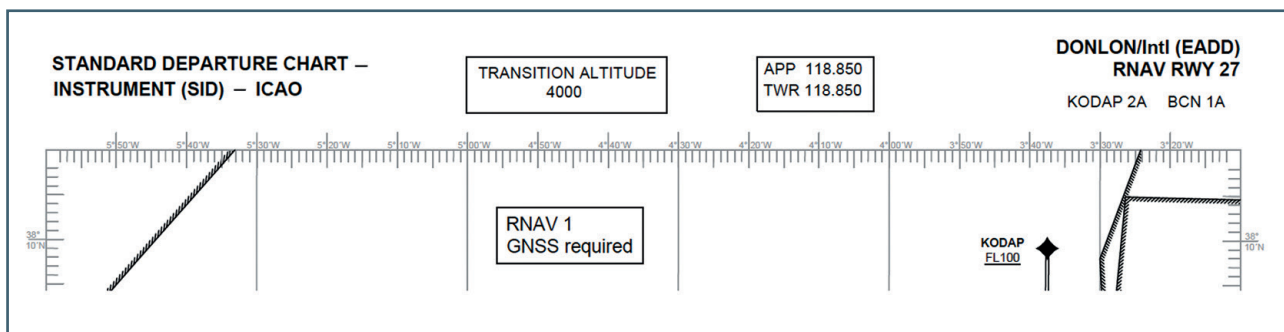 STANDARD DEPARTURE CHART –
INSTRUMENT (SID) – ICAO
TRANSITION ALTITUDE
4000
APP 118.850
TWR 118.850
DONLON/Intl (EADD)
RNAV RWY 27
KODAP 2A BCN 1A
5°50'W 5°40'W 5°30'W 5°20'W 5°10'W 5°00'W 4°50'W 4°40'W 4°30'W 4°20'W 4°10'W 4°00'W 3°50'W 3°40'W 3°30'W 3°20'W
RNAV 1
GNSS required
38°
10'N
KODAP
FL100
38°
10'N